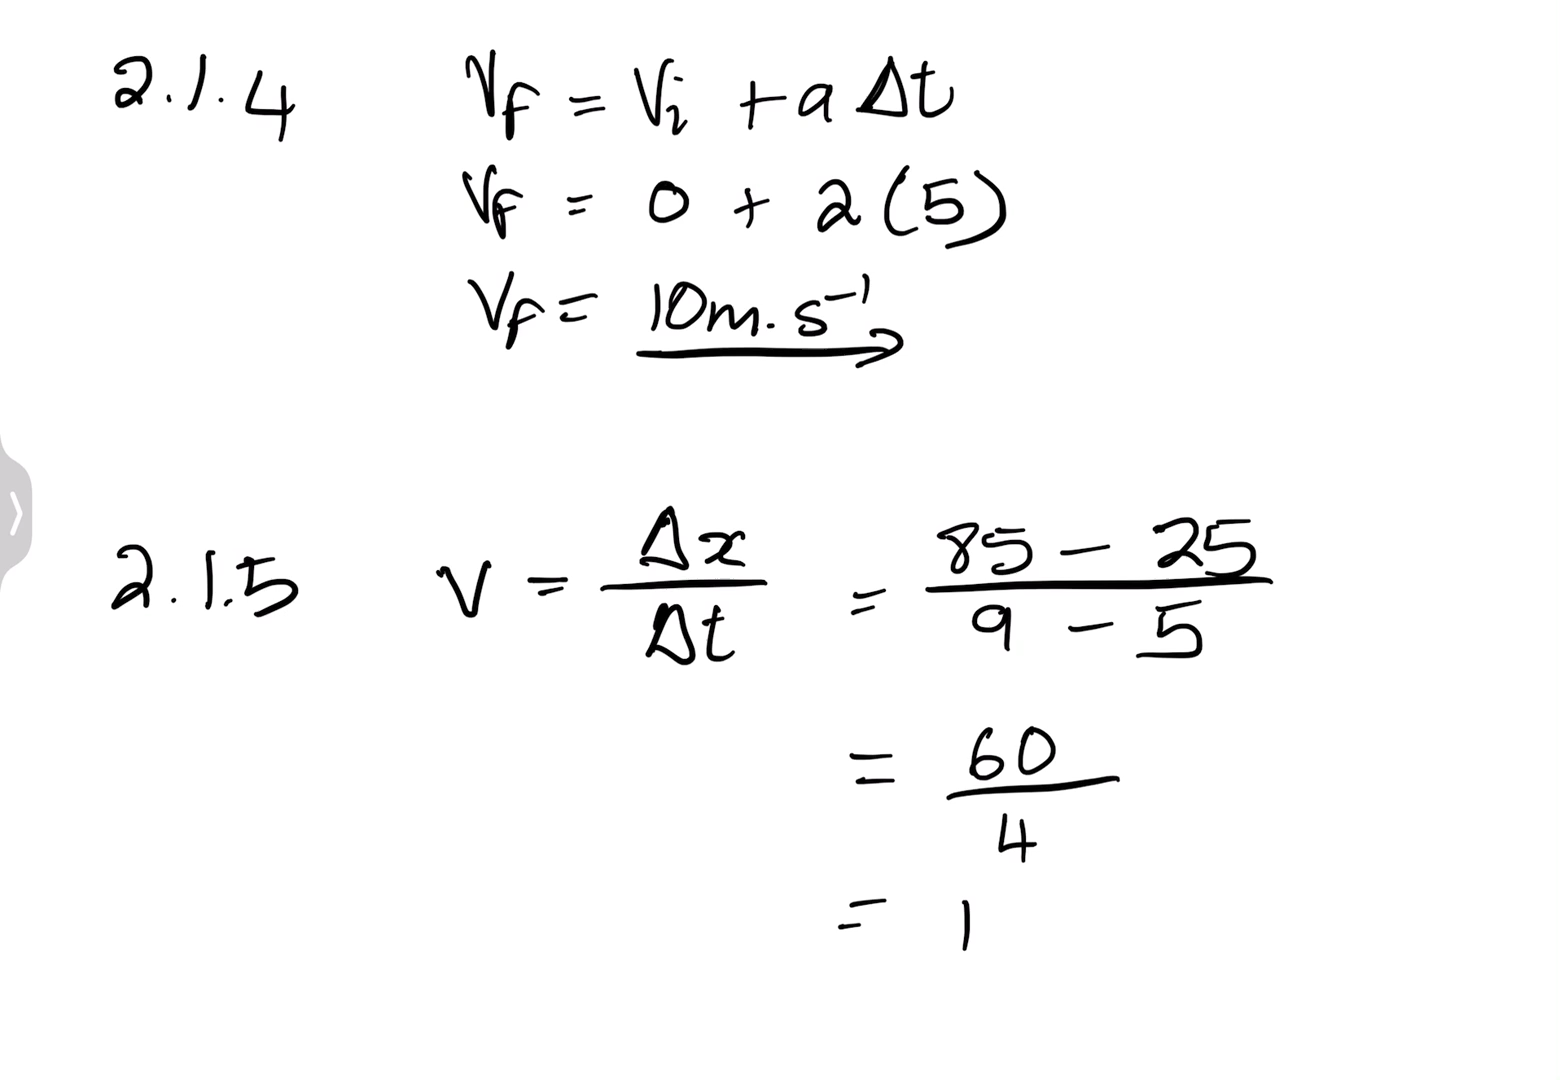 2.1.4 Vf = Vi + a Δt
Vf = 0 + 2(5)
Vf = 10m.s⁻¹
2.1.5 V = Δx/Δt = 85 - 25/9 - 5
= 60/4
= 1